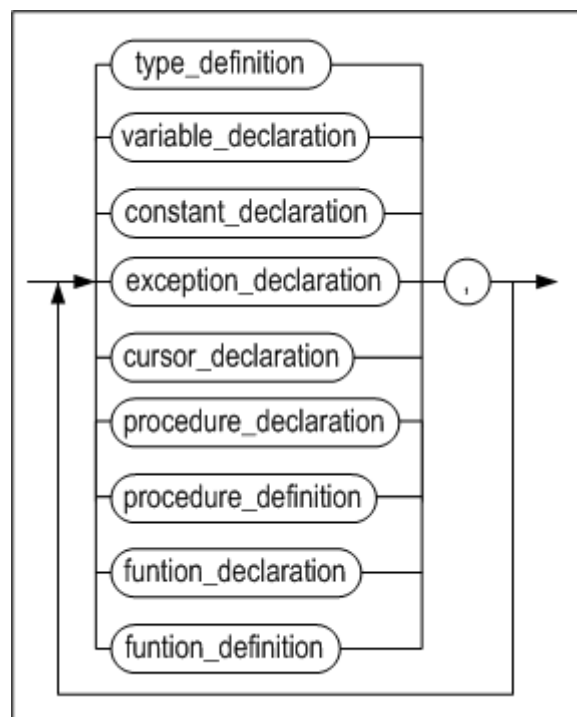 type_definition
variable_declaration
constant_declaration
exception_declaration
,
cursor_declaration
procedure_declaration
procedure_definition
funtion_declaration
funtion_definition